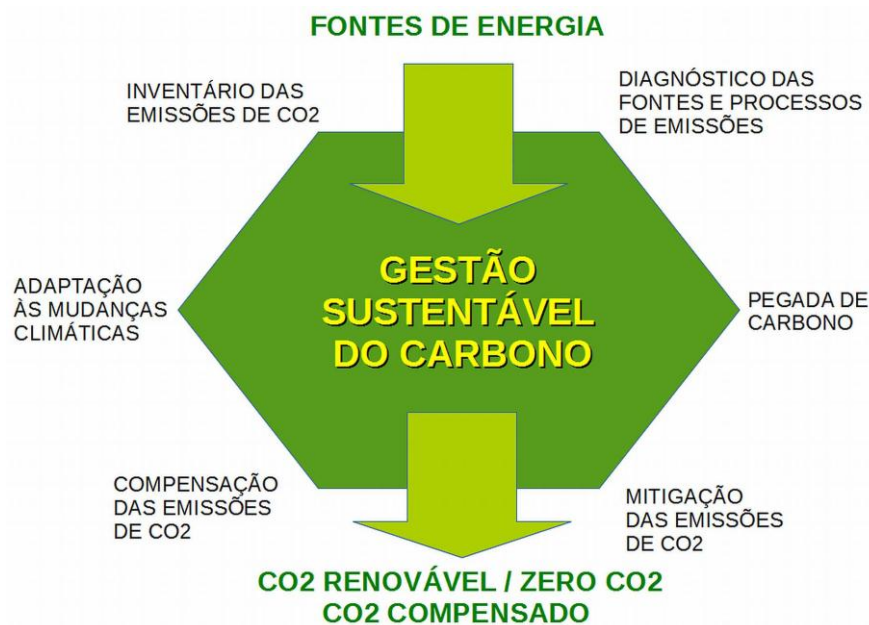 FONTES DE ENERGIA
INVENTÁRIO DAS
EMISSÕES DE CO2
DIAGNÓSTICO DAS
FONTES E PROCESSOS
DE EMISSÕES
GESTÃO
SUSTENTÁVEL
DO CARBONO
ADAPTAÇÃO
ÀS MUDANÇAS
CLIMÁTICAS
PEGADA DE
CARBONO
COMPENSAÇÃO
DAS EMISSÕES
DE CO2
MITIGAÇÃO
DAS EMISSÕES
DE CO2
CO2 RENOVÁVEL / ZERO CO2
CO2 COMPENSADO